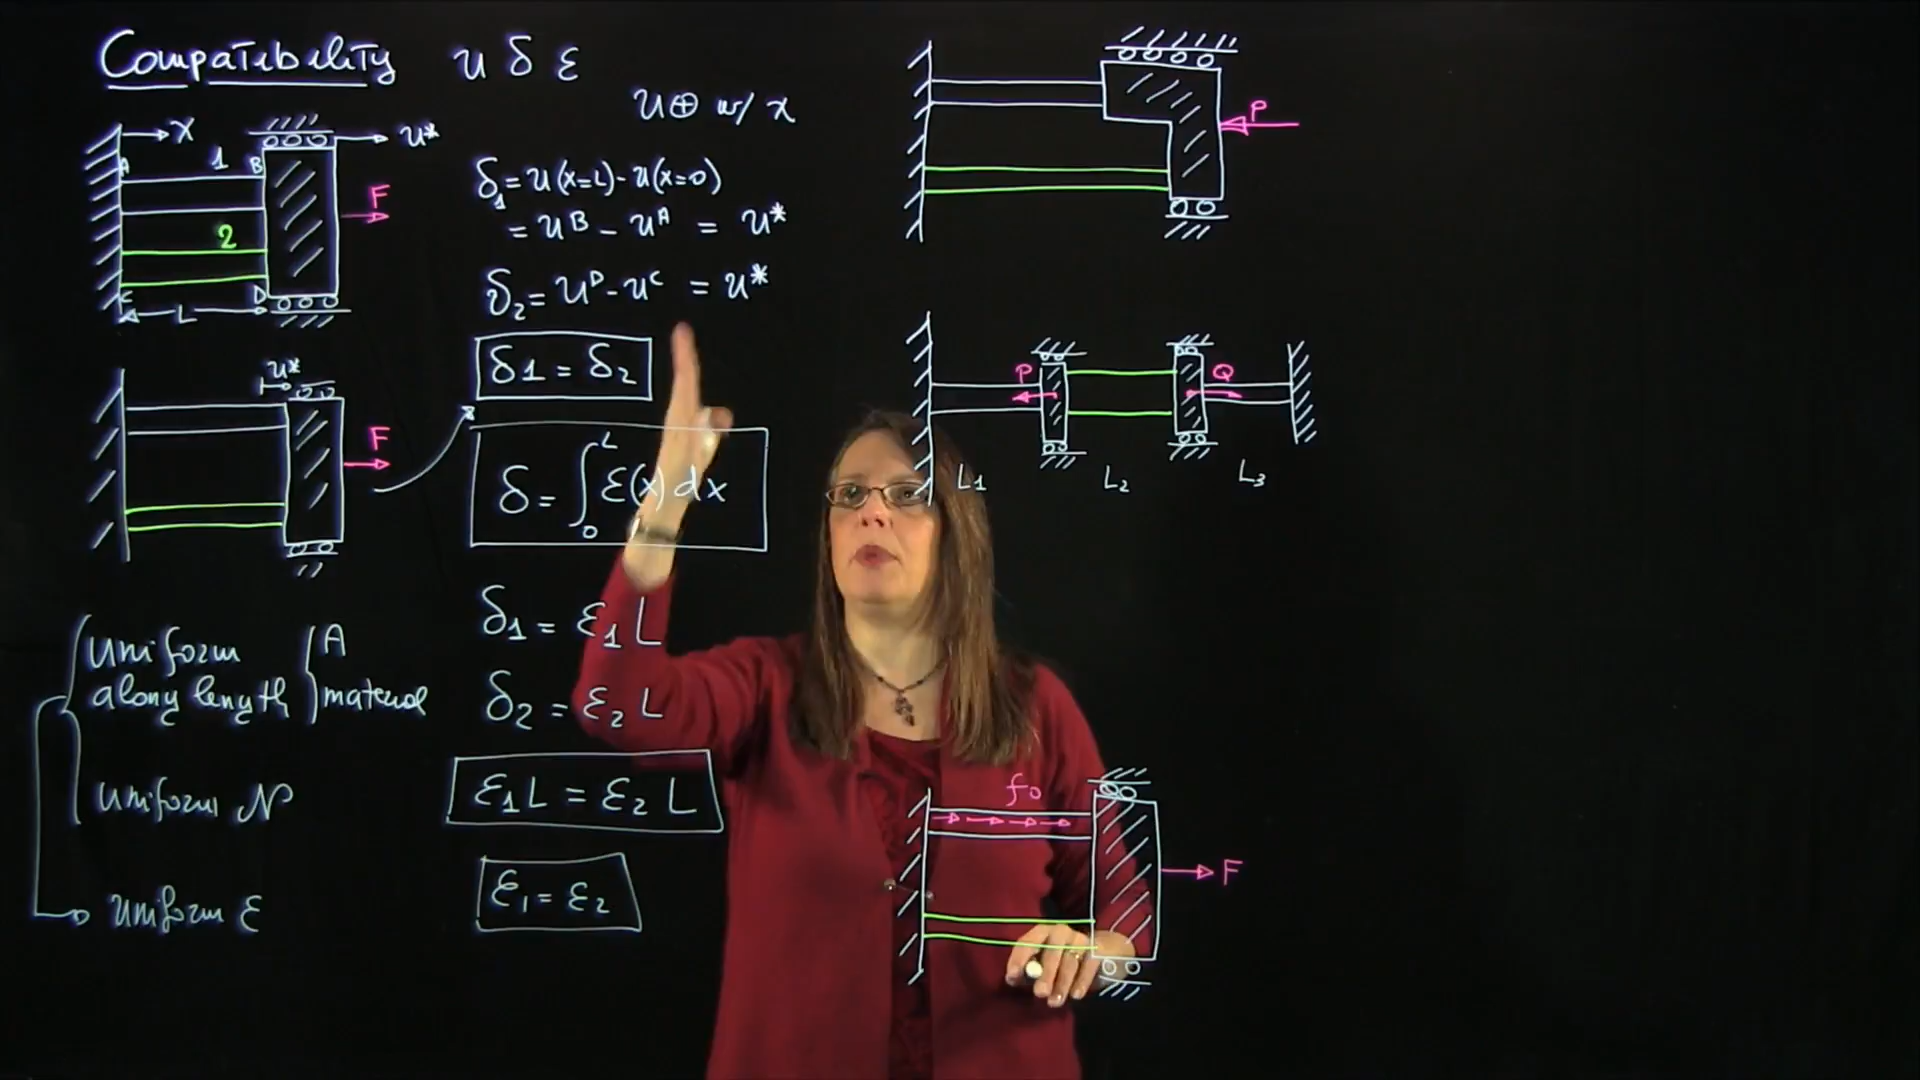 Compatibility u δ ε
u ⊕ w/ x
x
u*
A
1
B
F
2
C
D
L
δ₁ = u(x=L) - u(x=0)
= u^B - u^A = u*
δ₂ = u^D - u^C = u*
δ1 = δ₂
u*
F
δ = ∫₀^L ε(x) dx
δ1 = ε1 L
δ2 = ε2 L
ε1 L = ε2 L
ε1 = ε2
uniform
along length
A
material
uniform N
uniform ε
P
P
Q
L1
L2
L3
fo
F